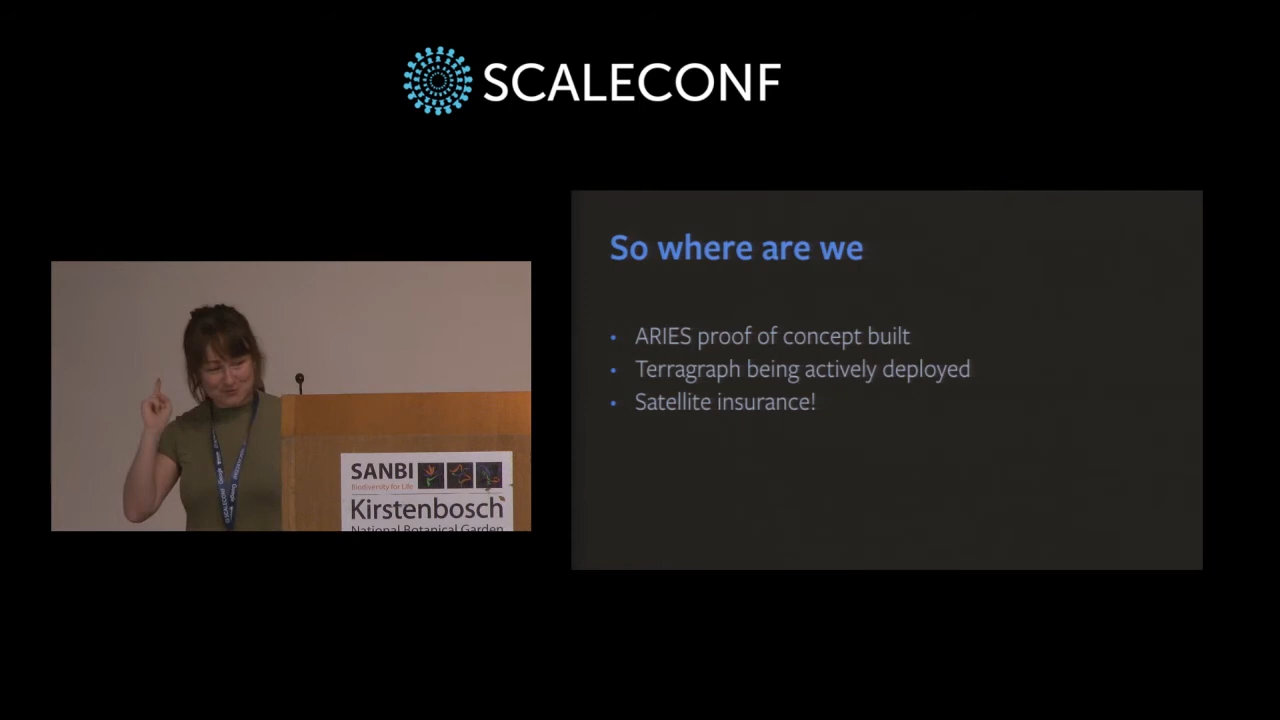 SCALECONF
So where are we
• ARIES proof of concept built
• Terragraph being actively deployed
• Satellite insurance!
SANBI
Biodiversity for Life
Kirstenbosch
National Botanical Garden